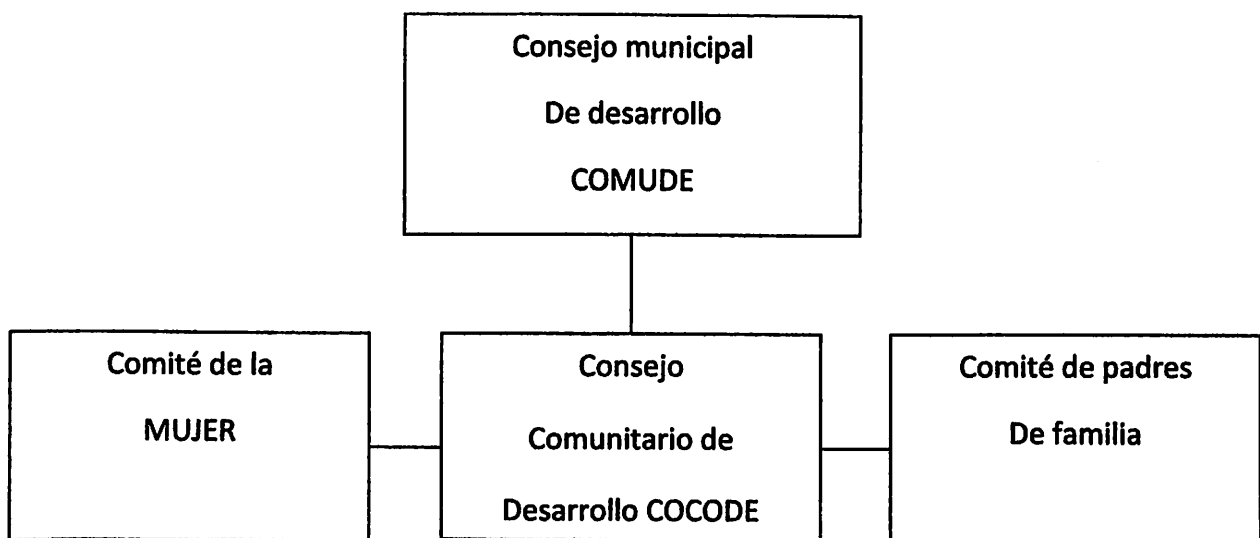 Consejo municipal
De desarrollo
COMUDE
Comité de la
MUJER
Consejo
Comunitario de
Desarrollo COCODE
Comité de padres
De familia